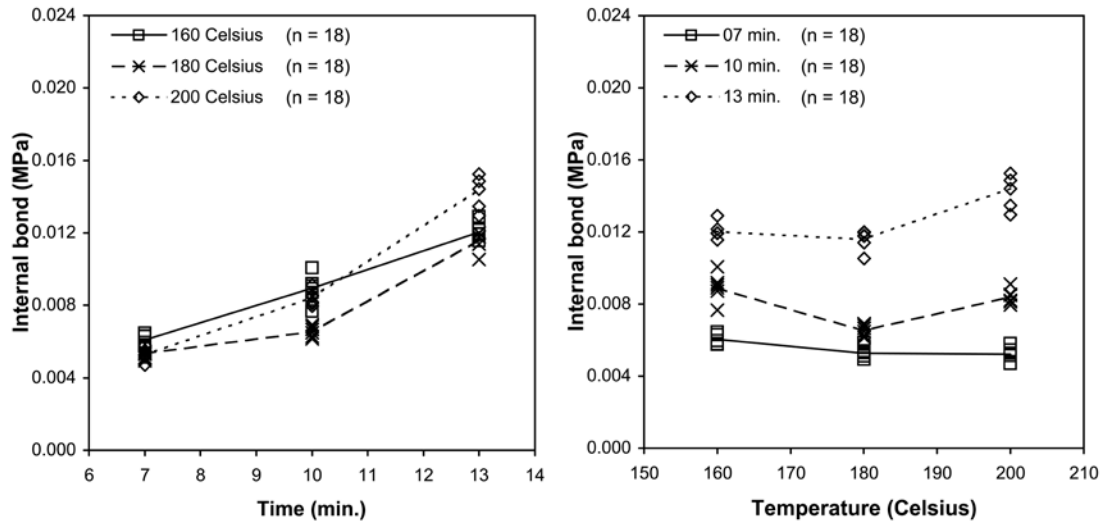 0.024
0.020
0.016
0.012
0.008
0.004
0.000
Internal bond (MPa)
160 Celsius (n = 18)
180 Celsius (n = 18)
200 Celsius (n = 18)
6 7 8 9 10 11 12 13 14
Time (min.)
0.024
0.020
0.016
0.012
0.008
0.004
0.000
Internal bond (MPa)
07 min. (n = 18)
10 min. (n = 18)
13 min. (n = 18)
150 160 170 180 190 200 210
Temperature (Celsius)